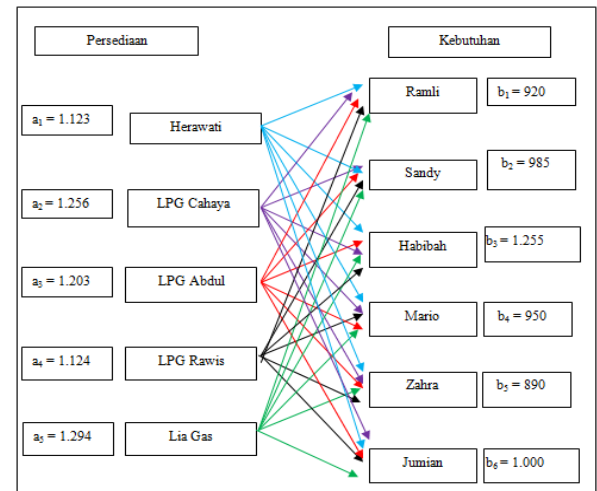 Persediaan
Kebutuhan
a₁ = 1.123
Herawati
Ramli
b₁ = 920
a₂ = 1.256
LPG Cahaya
Sandy
b₂ = 985
a₃ = 1.203
LPG Abdul
Habibah
b₃ = 1.255
a₄ = 1.124
LPG Rawis
Mario
b₄ = 950
a₅ = 1.294
Lia Gas
Zahra
b₅ = 890
Jumian
b₆ = 1.000